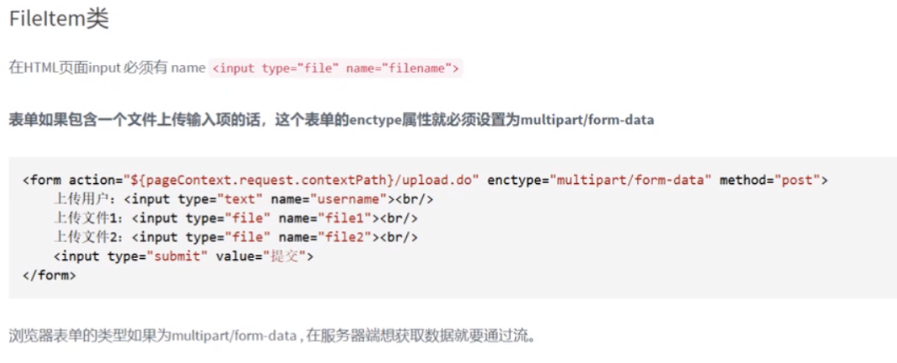 FileItem类
在HTML页面input 必须有 name <input type="file" name="filename">
表单如果包含一个文件上传输入项的话，这个表单的enctype属性就必须设置为multipart/form-data
<form action="${pageContext.request.contextPath}/upload.do" enctype="multipart/form-data" method="post">
    上传用户：<input type="text" name="username"><br/>
    上传文件1：<input type="file" name="file1"><br/>
    上传文件2：<input type="file" name="file2"><br/>
    <input type="submit" value="提交">
</form>
浏览器表单的类型如果为multipart/form-data , 在服务器端想获取数据就要通过流。